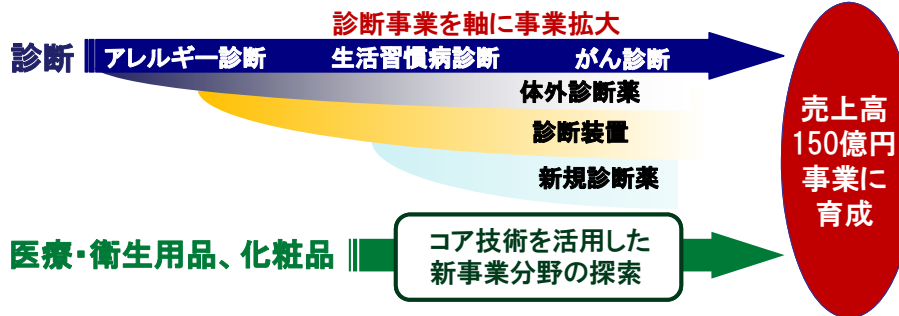 診断事業を軸に事業拡大
診断 アレルギー診断 生活習慣病診断 がん診断
体外診断薬
診断装置
新規診断薬
売上高
150億円
事業に
育成
医療・衛生用品、化粧品
コア技術を活用した
新事業分野の探索